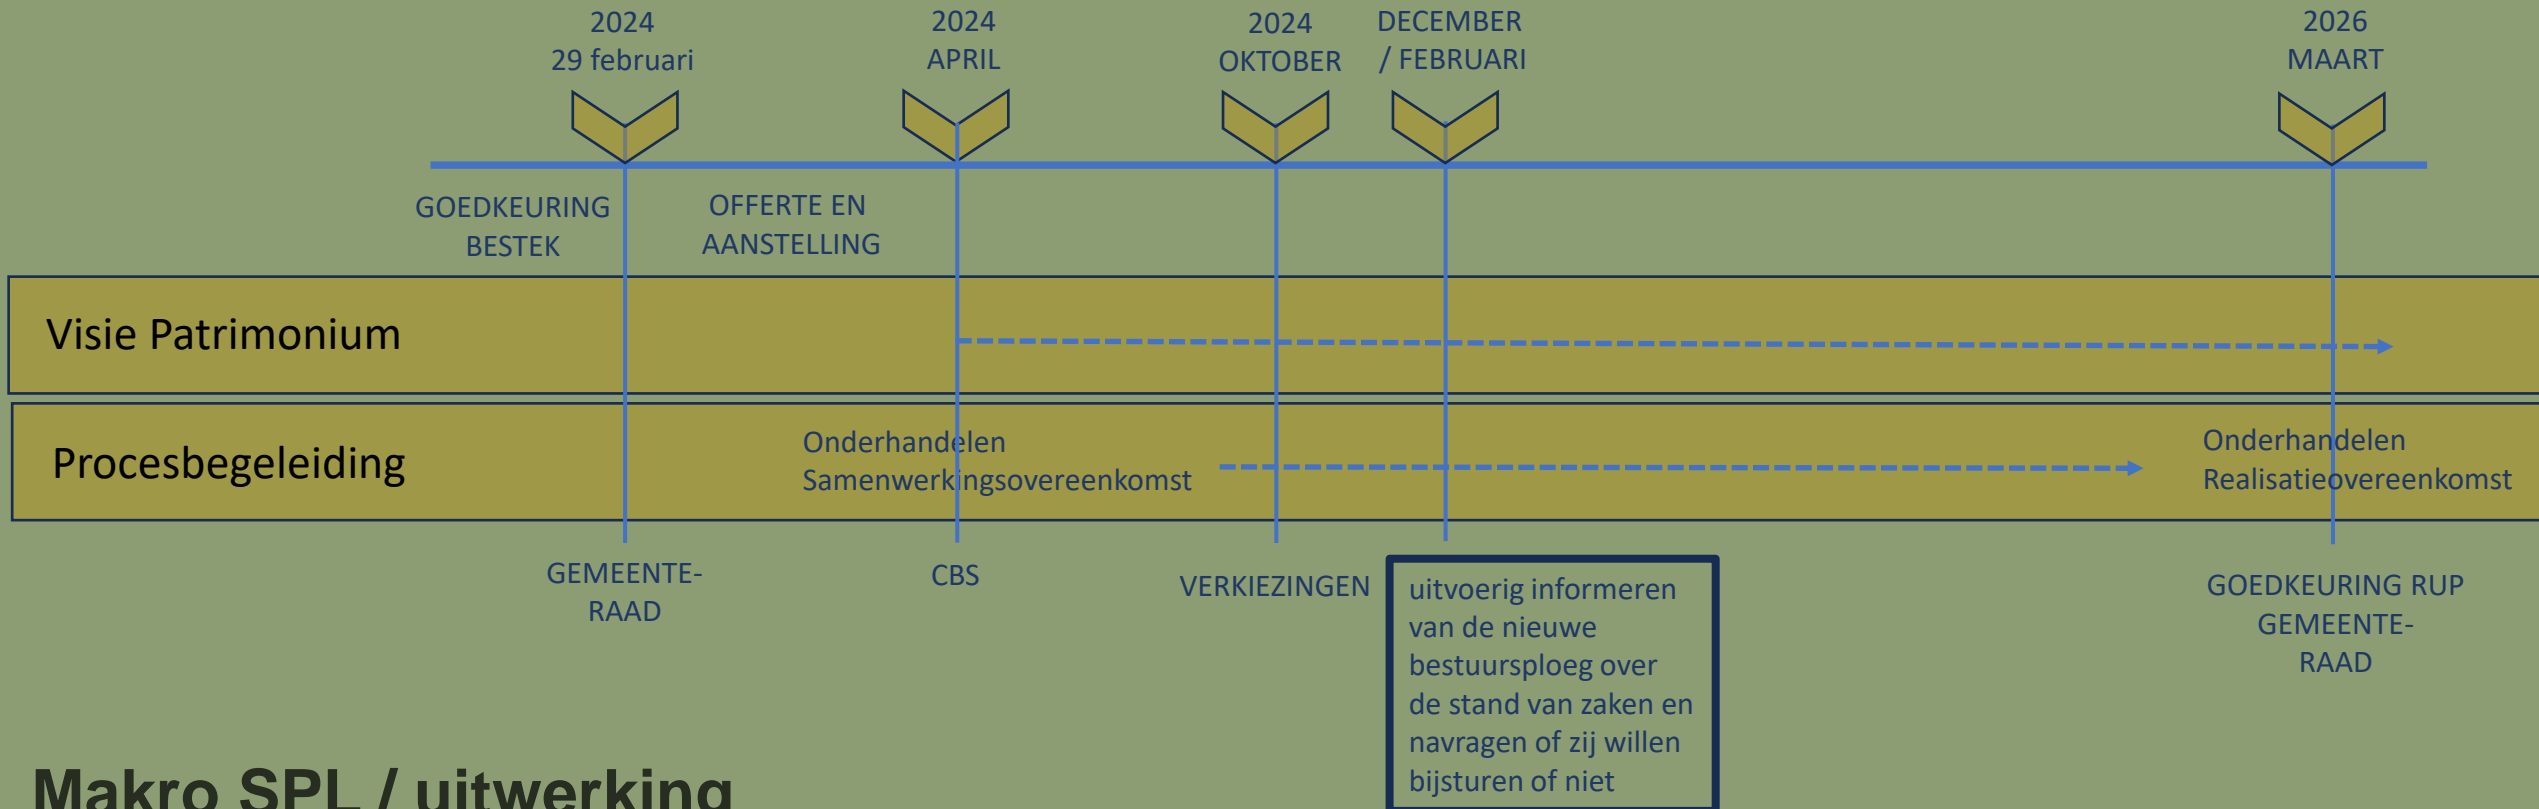 2024
29 februari
2024
APRIL
2024
OKTOBER
DECEMBER
/ FEBRUARI
2026
MAART
GOEDKEURING
BESTEK
OFFERTE EN
AANSTELLING
Visie Patrimonium
Procesbegeleiding
Onderhandelen
Samenwerkingsovereenkomst
Onderhandelen
Realisatieovereenkomst
GEMEENTE-
RAAD
CBS
VERKIEZINGEN
uitvoerig informeren
van de nieuwe
bestuursploeg over
de stand van zaken en
navragen of zij willen
bijsturen of niet
GOEDKEURING RUP
GEMEENTE-
RAAD
Makro SPL / uitwerking